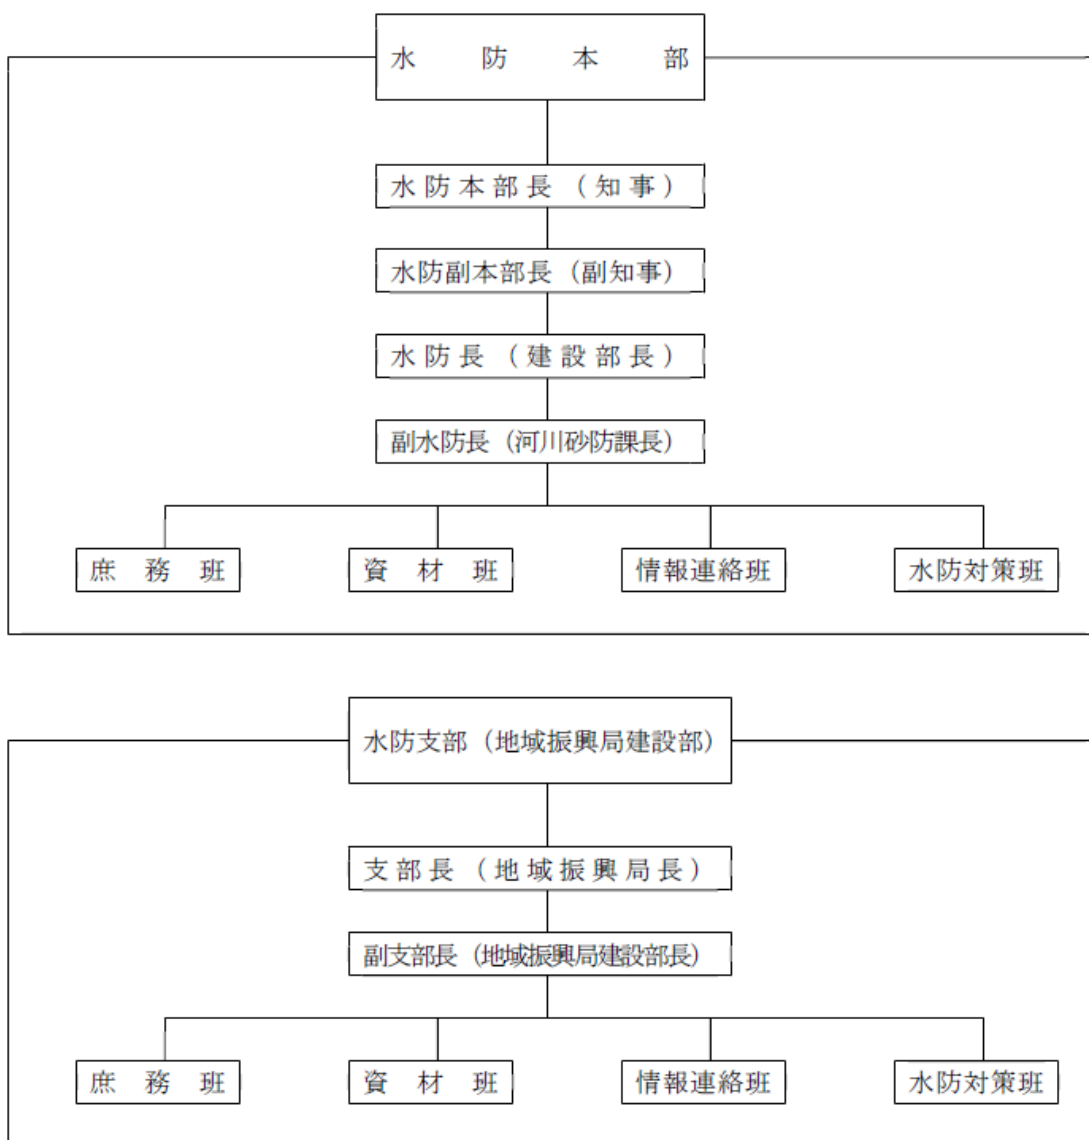 水防本部
水防本部長（知事）
水防副本部長（副知事）
水防長（建設部長）
副水防長（河川砂防課長）
庶務班 資材班 情報連絡班 水防対策班
水防支部（地域振興局建設部）
支部長（地域振興局長）
副支部長（地域振興局建設部長）
庶務班 資材班 情報連絡班 水防対策班